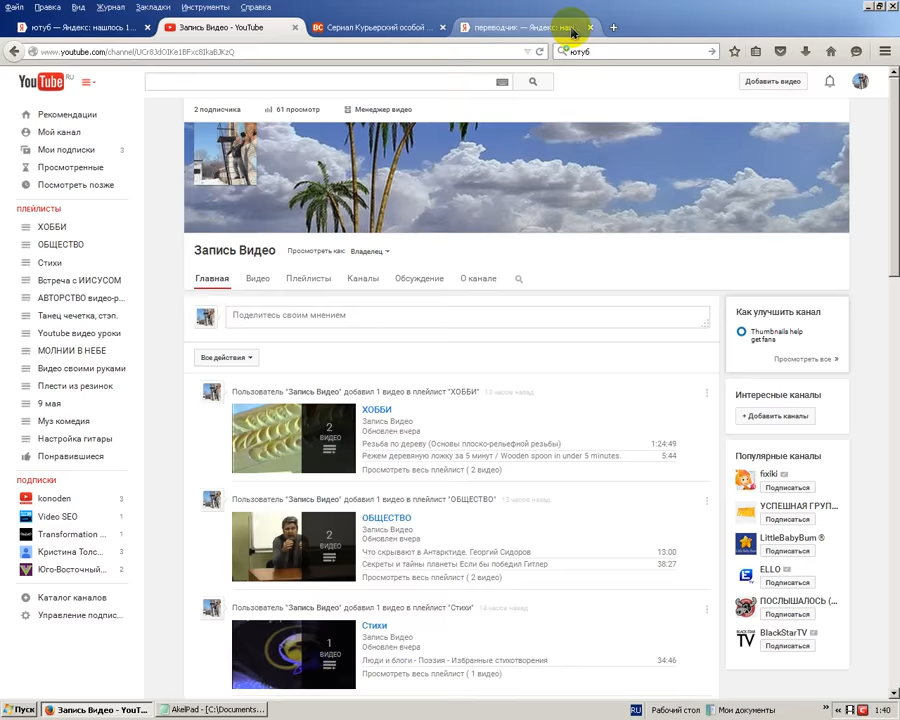 Файл Правка Вид Журнал Закладки Инструменты Справка
ютуб — Яндекс: нашлось 1...
Запись Видео - YouTube
Сериал Курьерский особой ...
переводчик — Яндекс: наш...
www.youtube.com/channel/UCr8JdOIKe1BFxc8IkaBJKzQ
ютуб
YouTube RU
Добавить видео
2 подписчика
61 просмотр
Менеджер видео
Рекомендации
Мой канал
Мои подписки 3
Просмотренные
Посмотреть позже
ПЛЕЙЛИСТЫ
ХОББИ
ОБЩЕСТВО
Стихи
Встреча с ИИСУСОМ
АВТОРСТВО видео-р...
Танец чечетка, стэп.
Youtube видео уроки
МОЛНИИ В НЕБЕ
Видео своими руками
Плести из резинок
9 мая
Муз комедия
Настройка гитары
Понравившиеся
ПОДПИСКИ
konoden 3
Video SEO 1
Transformation ... 1
Кристина Толс... 3
Юго-Восточный... 2
Каталог каналов
Управление подпис...
Запись Видео
Просмотреть как: Владелец
Главная Видео Плейлисты Каналы Обсуждение О канале
Поделитесь своим мнением
Все действия
Пользователь "Запись Видео" добавил 1 видео в плейлист "ХОББИ" 13 часов назад
2
ВИДЕО
ХОББИ
Запись Видео
Обновлен вчера
Резьба по дереву (Основы плоско-рельефной резьбы) 1:24:49
Режем деревянную ложку за 5 минут / Wooden spoon in under 5 minutes. 5:44
Просмотреть весь плейлист ( 2 видео)
Пользователь "Запись Видео" добавил 1 видео в плейлист "ОБЩЕСТВО" 13 часов назад
2
ВИДЕО
ОБЩЕСТВО
Запись Видео
Обновлен вчера
Что скрывают в Антарктиде. Георгий Сидоров 13:00
Секреты и тайны планеты Если бы победил Гитлер 38:27
Просмотреть весь плейлист ( 2 видео)
Пользователь "Запись Видео" добавил 1 видео в плейлист "Стихи" 14 часов назад
1
ВИДЕО
Стихи
Запись Видео
Обновлен вчера
Люди и блоги - Поэзия - Избранные стихотворения 34:46
Просмотреть весь плейлист ( 1 видео)
Как улучшить канал
Thumbnails help
get fans
Просмотреть все »
Интересные каналы
+ Добавить каналы
Популярные каналы
fixiki
Подписаться
УСПЕШНАЯ ГРУП...
Подписаться
LittleBabyBum ®
Подписаться
ELLO
Подписаться
ПОСЛЫШАЛОСЬ (...
Подписаться
BlackStarTV
Подписаться
Пуск
Запись Видео - YouT...
AkelPad - [C:\Documents...
RU
Рабочий стол
Мои документы
1:40